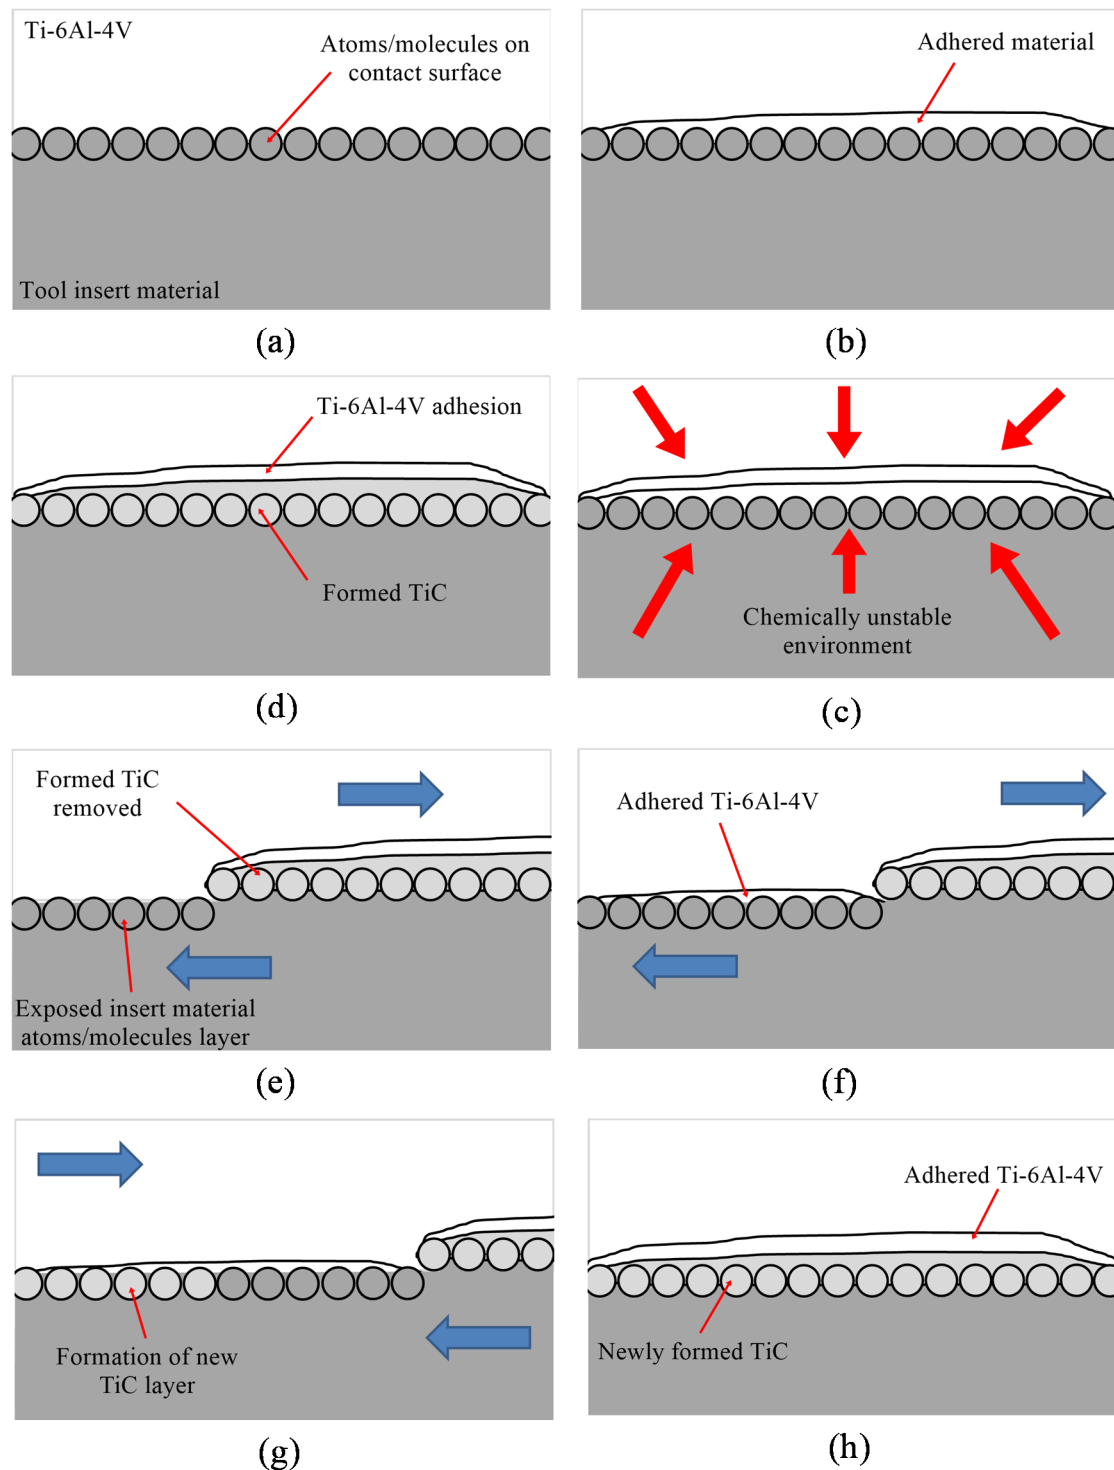 Ti-6Al-4V
Atoms/molecules on
contact surface
Tool insert material
(a)
Adhered material
(b)
Ti-6Al-4V adhesion
Formed TiC
(d)
Chemically unstable
environment
(c)
Formed TiC
removed
Exposed insert material
atoms/molecules layer
(e)
Adhered Ti-6Al-4V
(f)
Formation of new
TiC layer
(g)
Adhered Ti-6Al-4V
Newly formed TiC
(h)